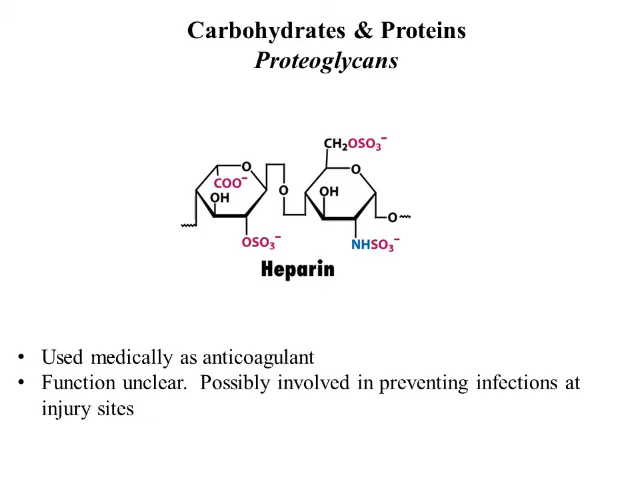 Carbohydrates & Proteins
Proteoglycans
CH₂OSO₃⁻
O
O
COO⁻
OH
O
OH
O
OSO₃⁻
NHSO₃⁻
Heparin
• Used medically as anticoagulant
• Function unclear. Possibly involved in preventing infections at
injury sites